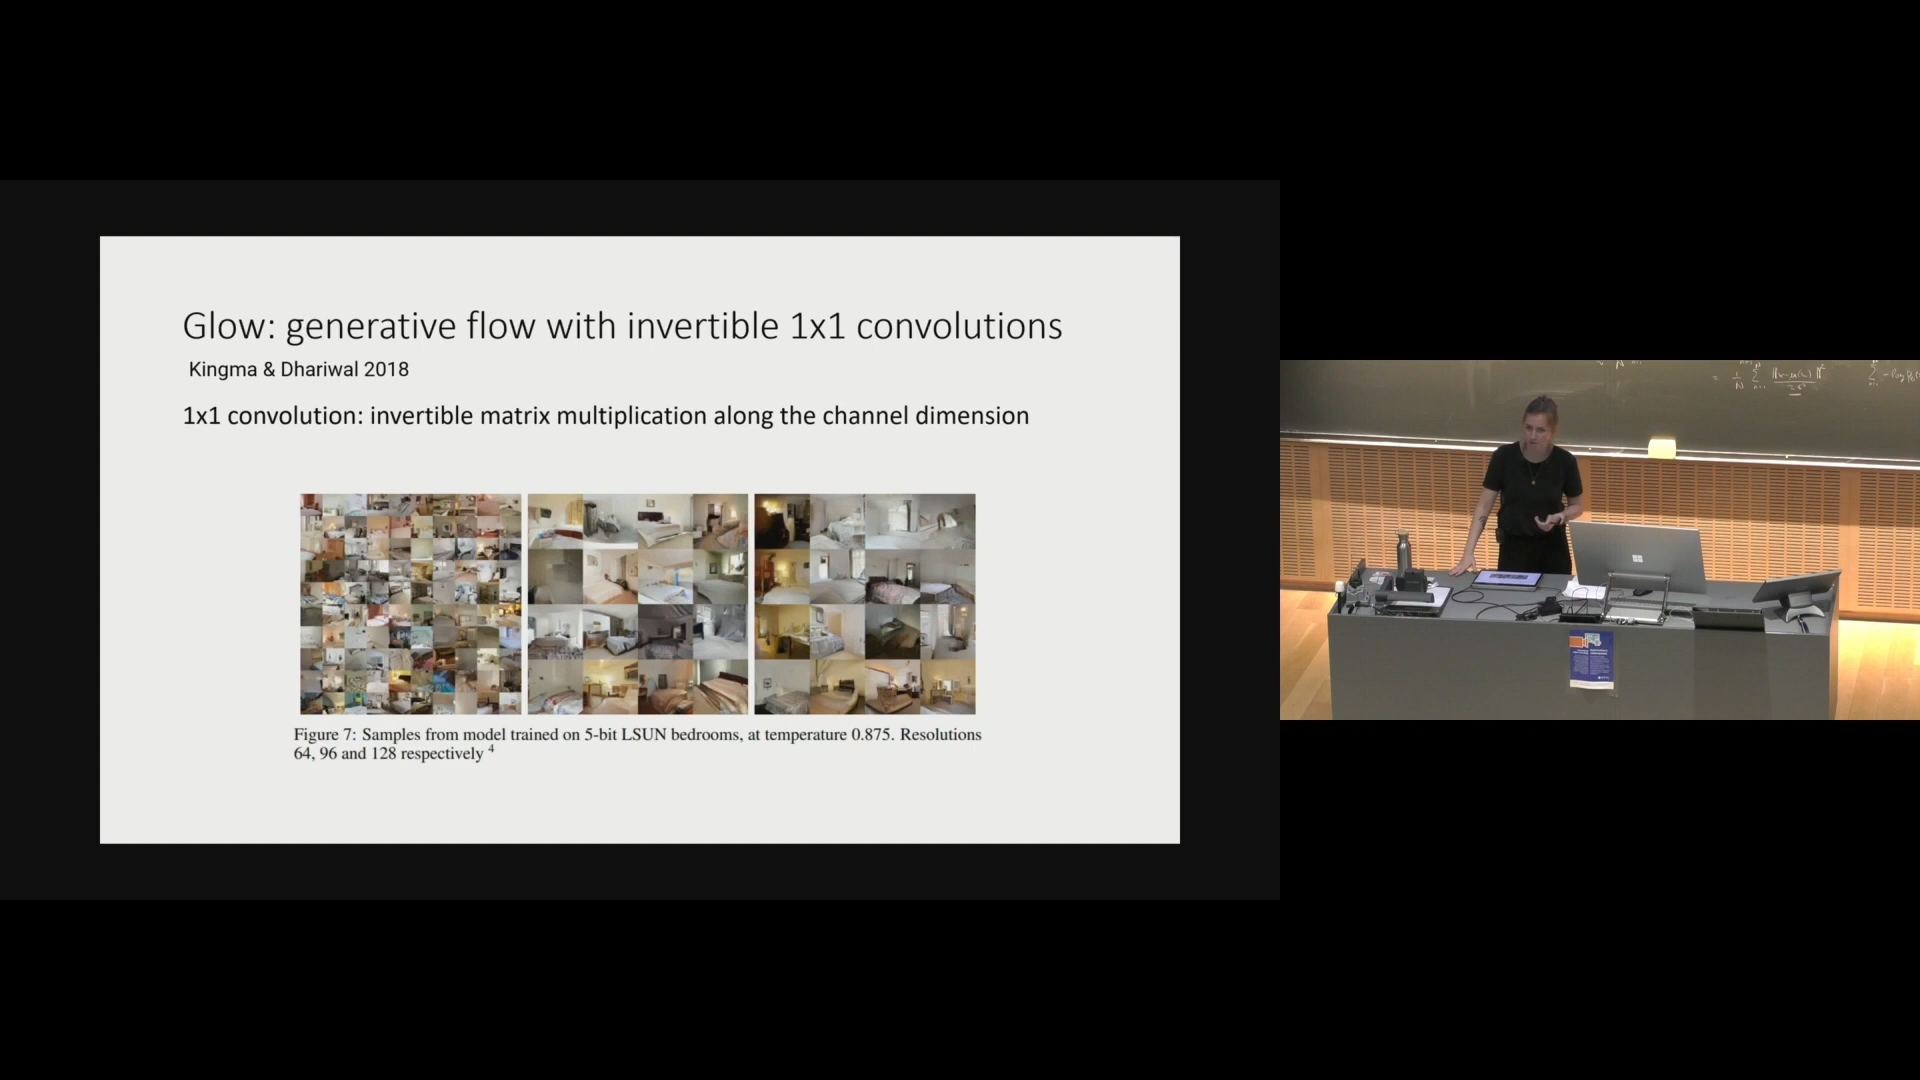 Glow: generative flow with invertible 1x1 convolutions
Kingma & Dhariwal 2018
1x1 convolution: invertible matrix multiplication along the channel dimension
Figure 7: Samples from model trained on 5-bit LSUN bedrooms, at temperature 0.875. Resolutions
64, 96 and 128 respectively 4